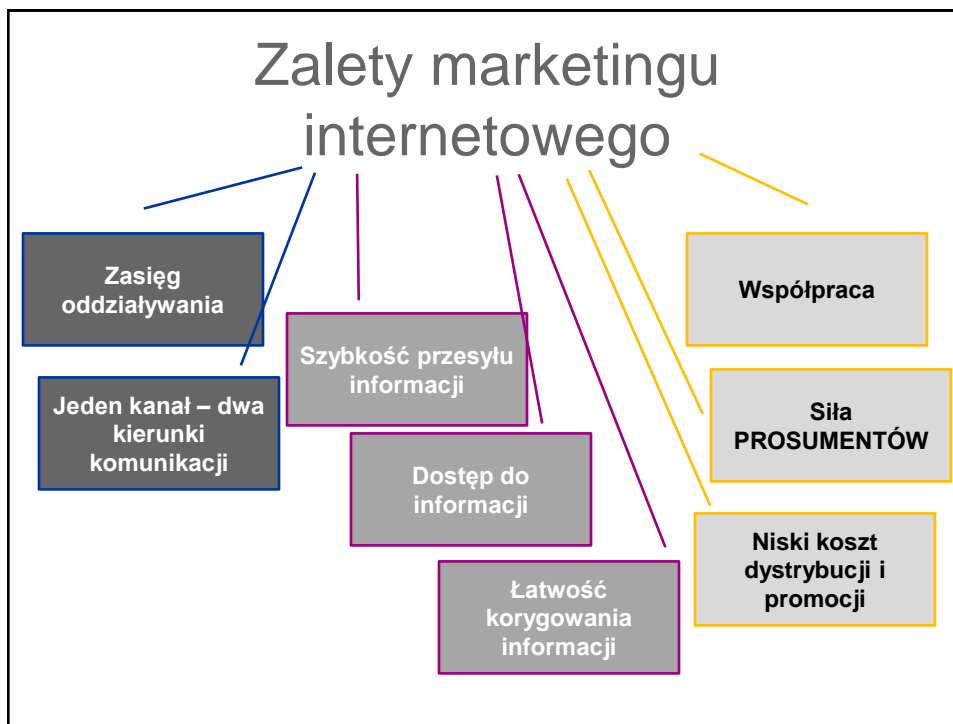 Zalety marketingu
internetowego
Zasięg
oddziaływania
Jeden kanał – dwa
kierunki
komunikacji
Szybkość przesyłu
informacji
Dostęp do
informacji
Łatwość
korygowania
informacji
Współpraca
Siła
PROSUMENTÓW
Niski koszt
dystrybucji i
promocji